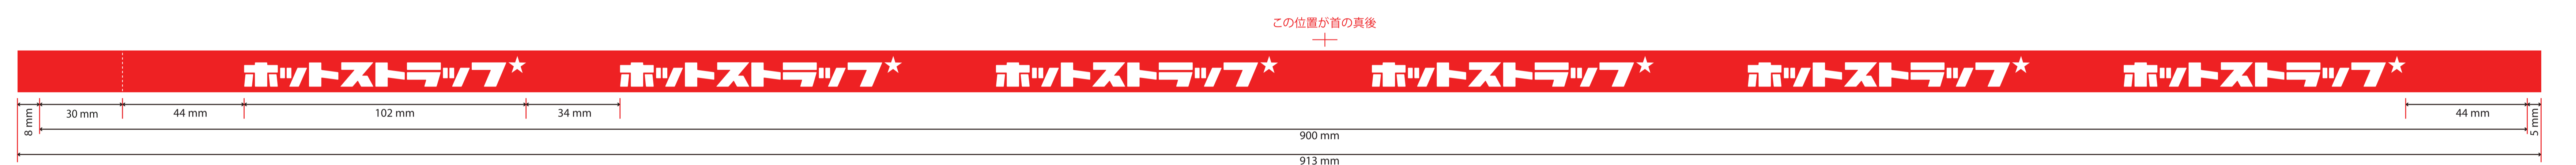 この位置が首の真後
ホットストラップ★ ホットストラップ★ ホットストラップ★ ホットストラップ★ ホットストラップ★ ホットストラップ★
8 mm 30 mm 44 mm 102 mm 34 mm 44 mm 5 mm
900 mm
913 mm